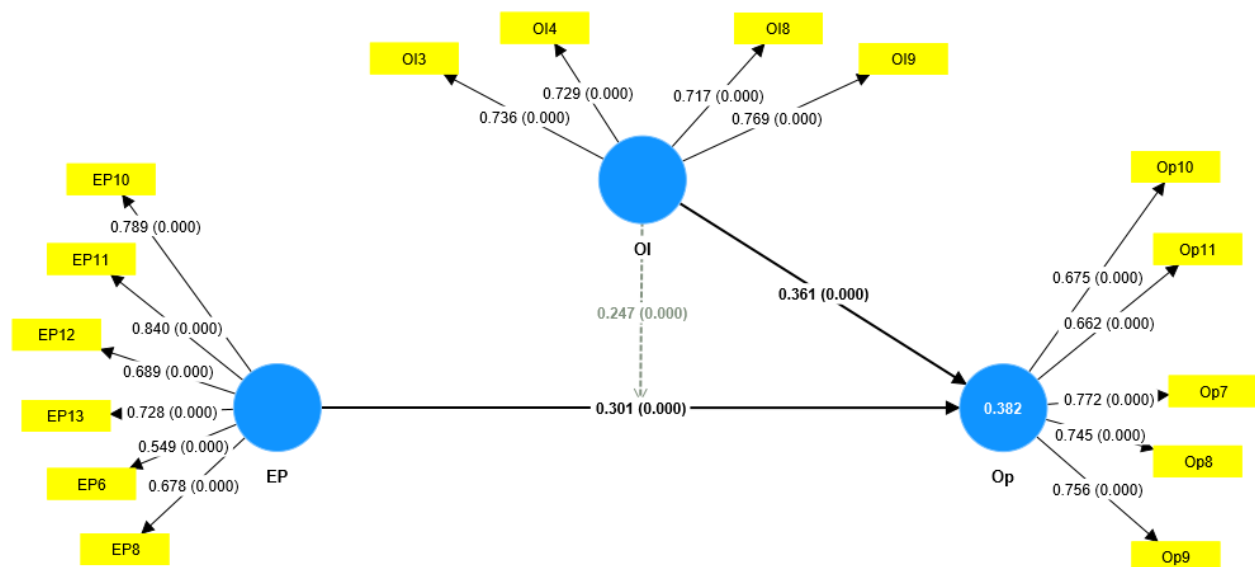 OI4
OI8
OI3
OI9
0.729 (0.000)
0.717 (0.000)
0.736 (0.000)
0.769 (0.000)
EP10
Op10
0.789 (0.000)
OI
Op11
EP11
0.675 (0.000)
0.361 (0.000)
0.247 (0.000)
0.840 (0.000)
0.662 (0.000)
EP12
0.689 (0.000)
Op7
0.772 (0.000)
EP13
0.728 (0.000)
0.301 (0.000)
0.382
0.745 (0.000)
0.549 (0.000)
Op8
EP6
EP
Op
0.678 (0.000)
0.756 (0.000)
EP8
Op9